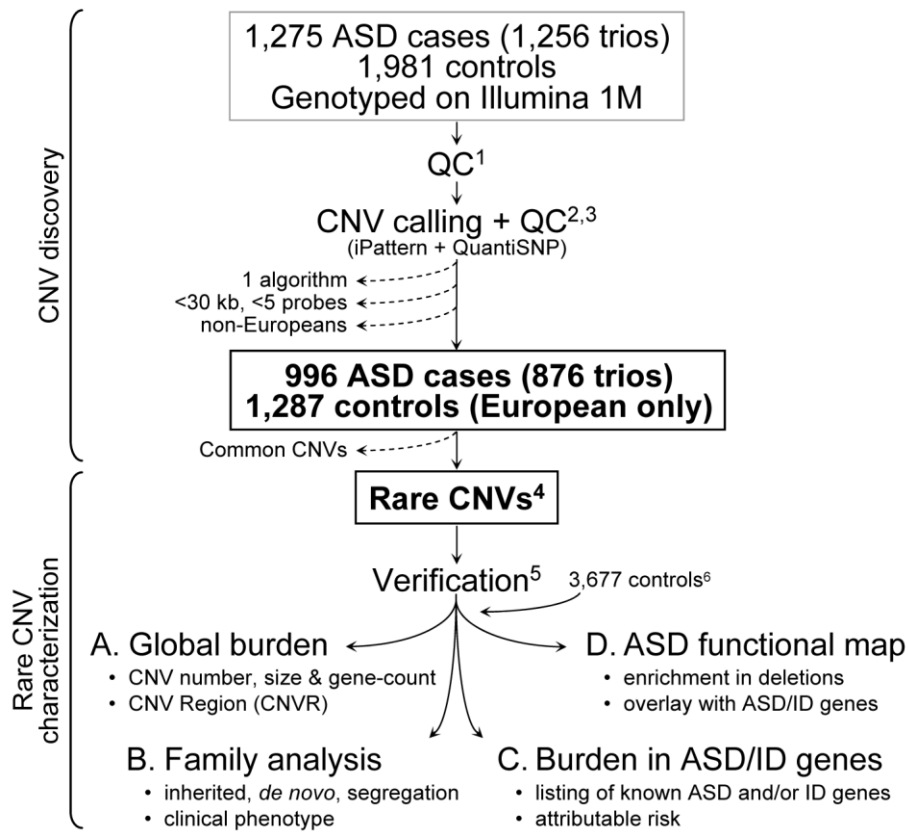 1,275 ASD cases (1,256 trios)
1,981 controls
Genotyped on Illumina 1M
CNV discovery
QC¹
CNV calling + QC²,³
(iPattern + QuantiSNP)
1 algorithm
<30 kb, <5 probes
non-Europeans
996 ASD cases (876 trios)
1,287 controls (European only)
Common CNVs
Rare CNV
characterization
Rare CNVs⁴
Verification⁵
3,677 controls⁶
A. Global burden
• CNV number, size & gene-count
• CNV Region (CNVR)
D. ASD functional map
• enrichment in deletions
• overlay with ASD/ID genes
B. Family analysis
• inherited, de novo, segregation
• clinical phenotype
C. Burden in ASD/ID genes
• listing of known ASD and/or ID genes
• attributable risk